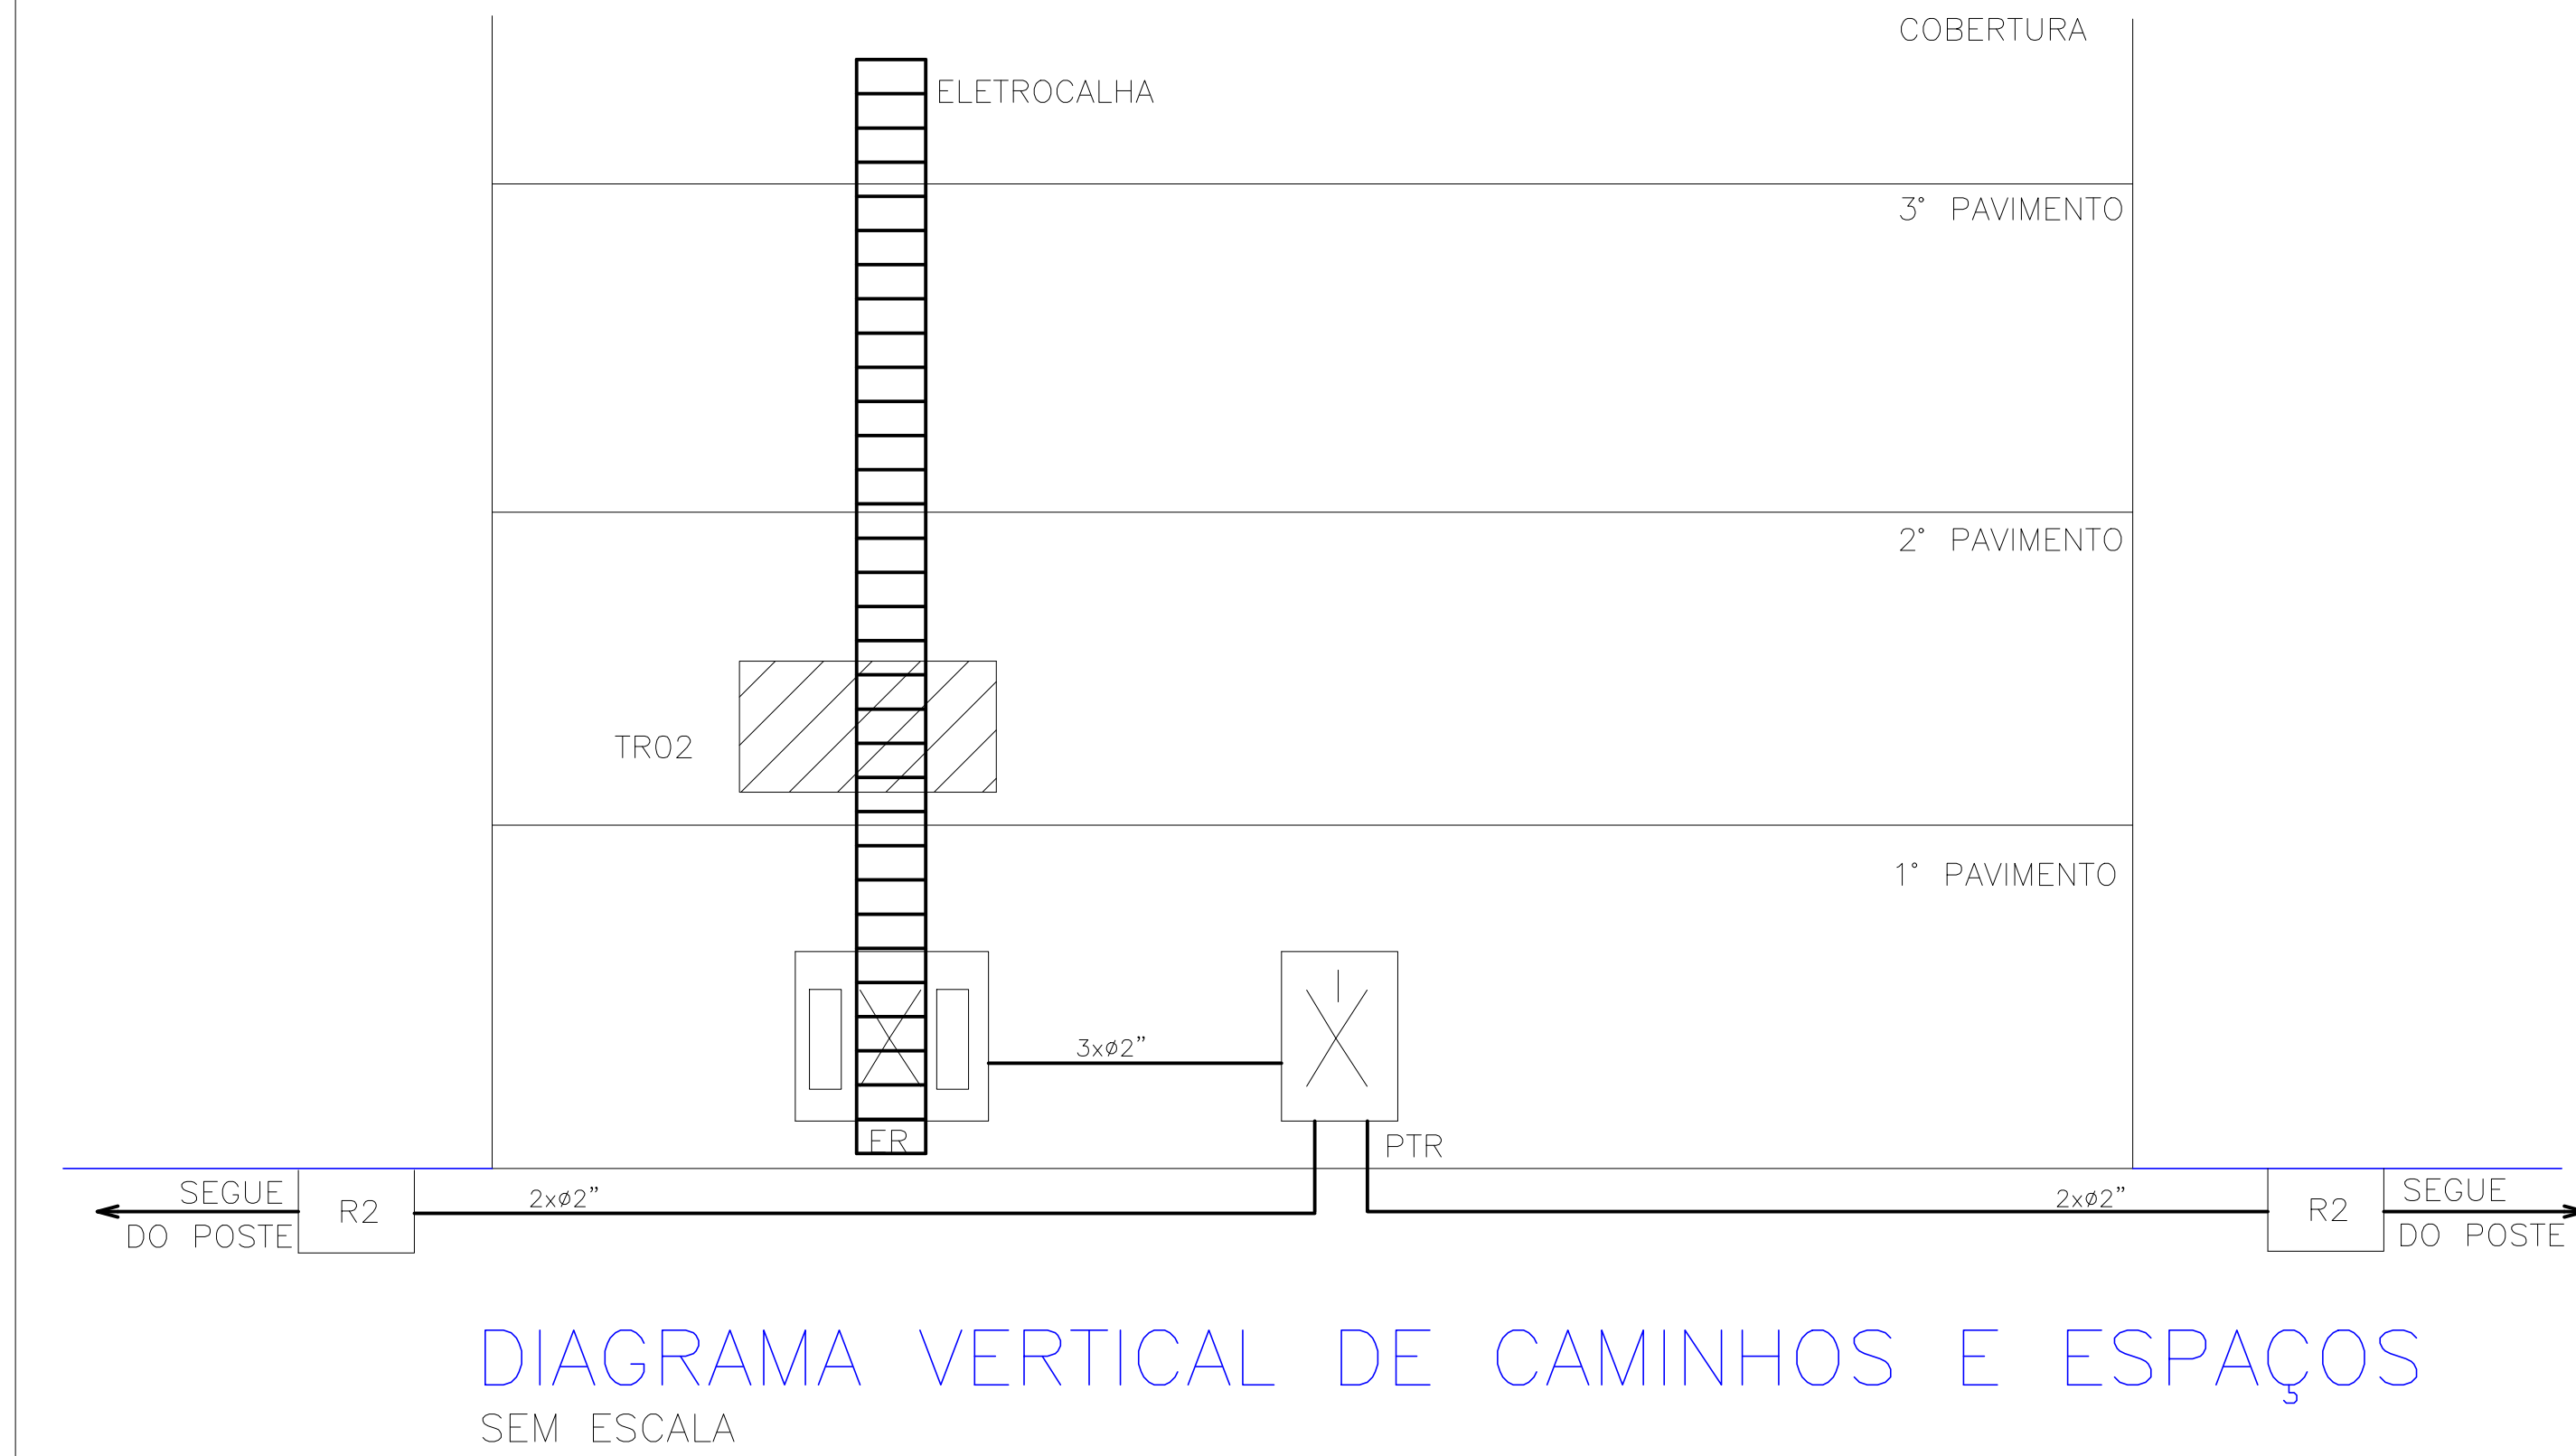 COBERTURA
ELETROCALHA
3° PAVIMENTO
2° PAVIMENTO
TR02
1° PAVIMENTO
3xø2"
ER
PTR
SEGUE
DO POSTE
R2
2xø2"
2xø2"
R2
SEGUE
DO POSTE
DIAGRAMA VERTICAL DE CAMINHOS E ESPAÇOS
SEM ESCALA